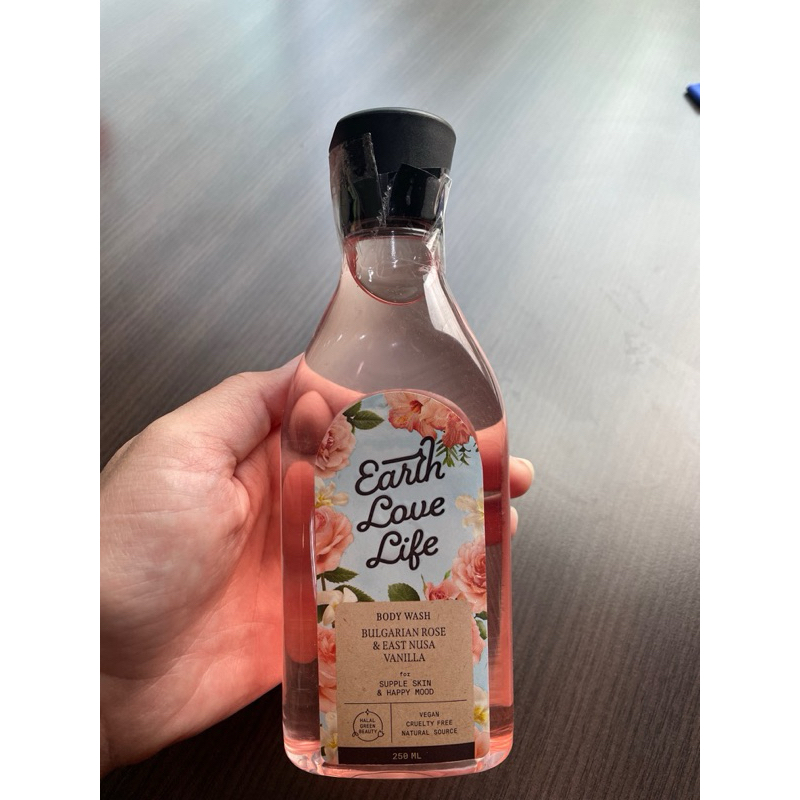 Earth
Love
Life
BODY WASH
BULGARIAN ROSE
& EAST NUSA
VANILLA
for
SUPPLE SKIN
& HAPPY MOOD
HALAL
GREEN
BEAUTY
VEGAN
CRUELTY FREE
NATURAL SOURCE
250 ML